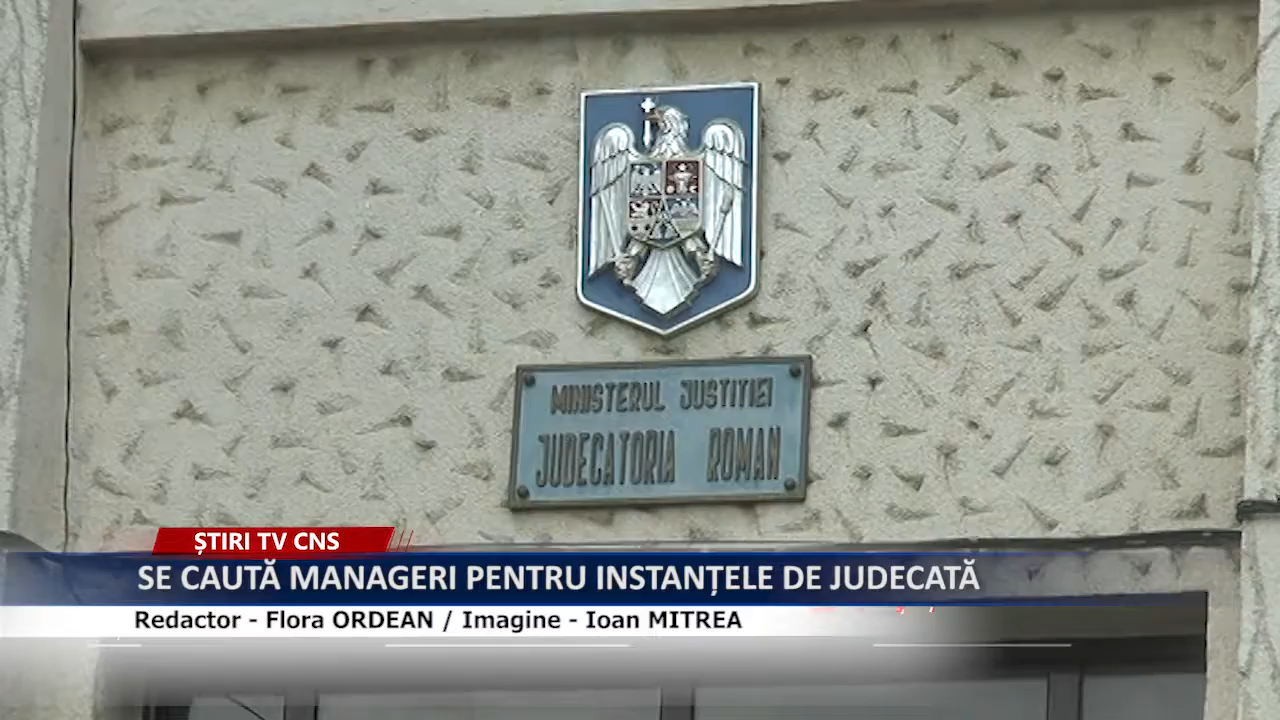 MINISTERUL JUSTITIEI
JUDECATORIA ROMAN
ȘTIRI TV CNS
SE CAUTĂ MANAGERI PENTRU INSTANȚELE DE JUDECATĂ
Redactor - Flora ORDEAN / Imagine - Ioan MITREA